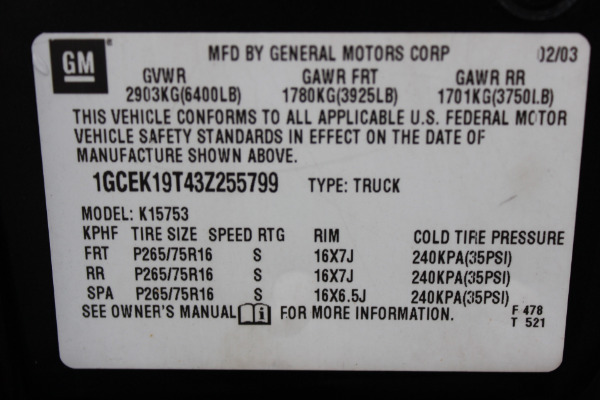 GM MFD BY GENERAL MOTORS CORP 02/03
GVWR GAWR FRT GAWR RR
2903KG(6400LB) 1780KG(3925LB) 1701KG(3750LB)
THIS VEHICLE CONFORMS TO ALL APPLICABLE U.S. FEDERAL MOTOR
VEHICLE SAFETY STANDARDS IN EFFECT ON THE DATE OF
MANUFACTURE SHOWN ABOVE.
1GCEK19T43Z255799 TYPE: TRUCK
MODEL: K15753
KPHF TIRE SIZE SPEED RTG RIM COLD TIRE PRESSURE
FRT P265/75R16 S 16X7J 240KPA(35PSI)
RR P265/75R16 S 16X7J 240KPA(35PSI)
SPA P265/75R16 S 16X6.5J 240KPA(35PSI)
SEE OWNER'S MANUAL i FOR MORE INFORMATION. F 478
T 521